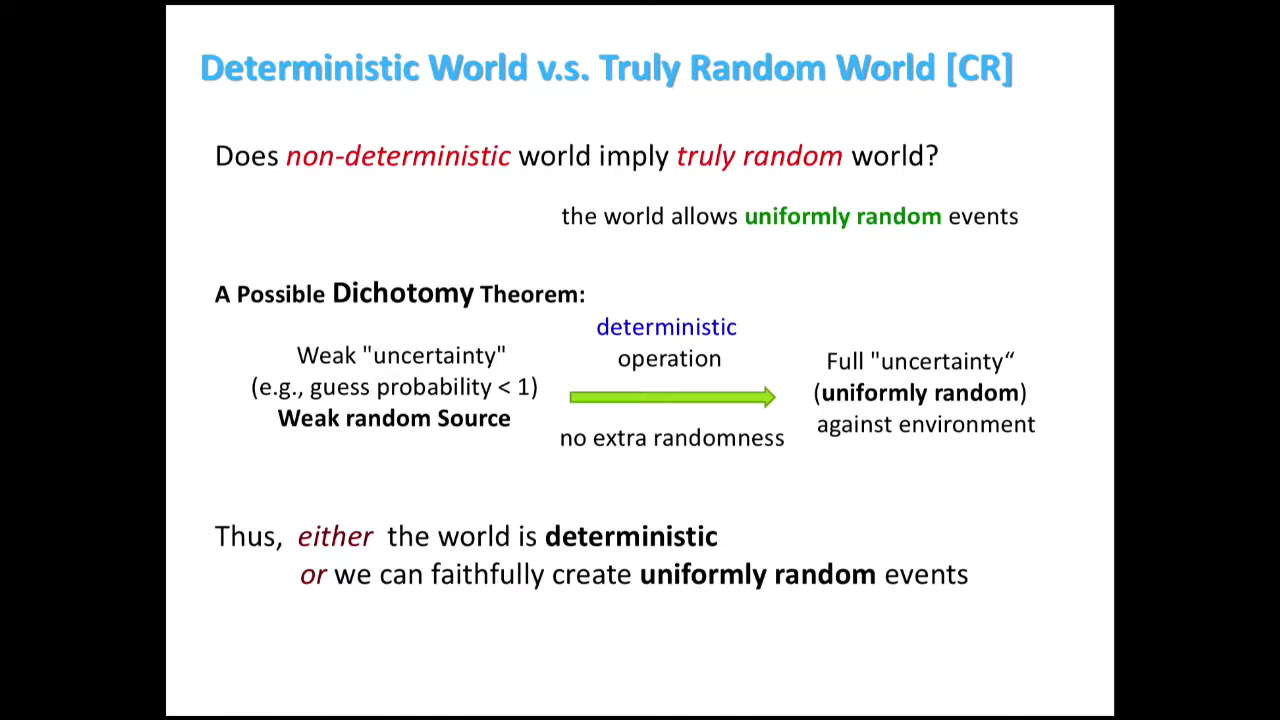 Deterministic World v.s. Truly Random World [CR]
Does non-deterministic world imply truly random world?
the world allows uniformly random events
A Possible Dichotomy Theorem:
Weak "uncertainty"
(e.g., guess probability < 1)
Weak random Source
deterministic
operation
no extra randomness
Full "uncertainty“
(uniformly random)
against environment
Thus, either the world is deterministic
or we can faithfully create uniformly random events